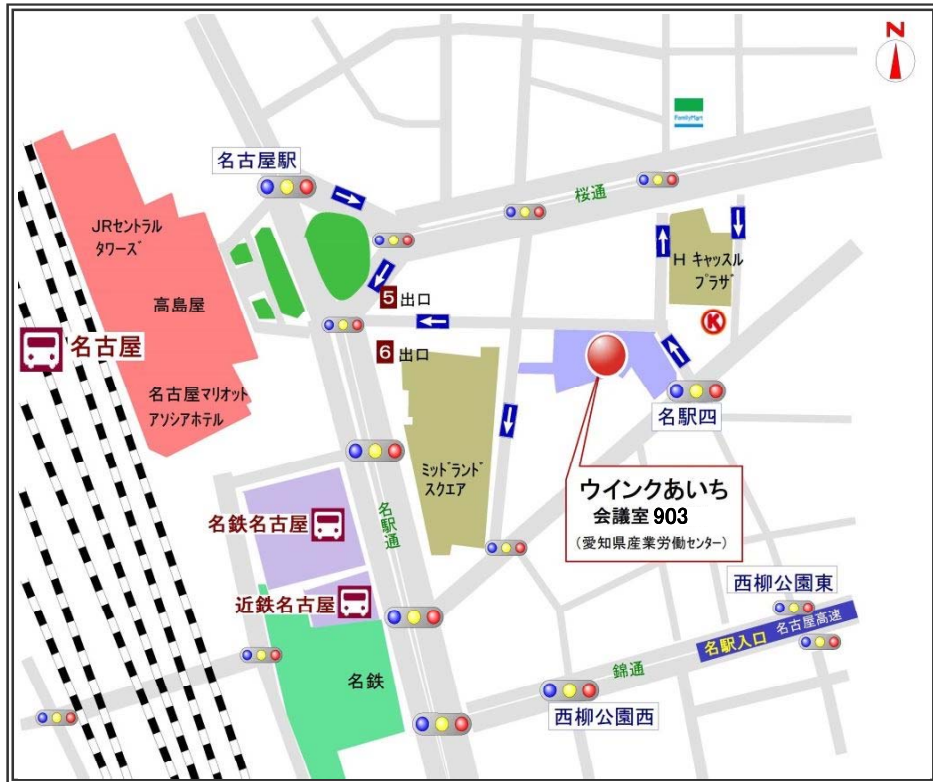 N
名古屋駅
FamilyMart
桜通
JRセントラル
タワーズ
H キャッスル
プラザ
高島屋
5 出口
K
名古屋
6 出口
名古屋マリオット
アソシアホテル
名駅四
ミッドランド
スクエア
ウインクあいち
会議室 903
(愛知県産業労働センター)
名鉄名古屋
名駅通
西柳公園東
近鉄名古屋
名駅入口 名古屋高速
錦通
名鉄
西柳公園西